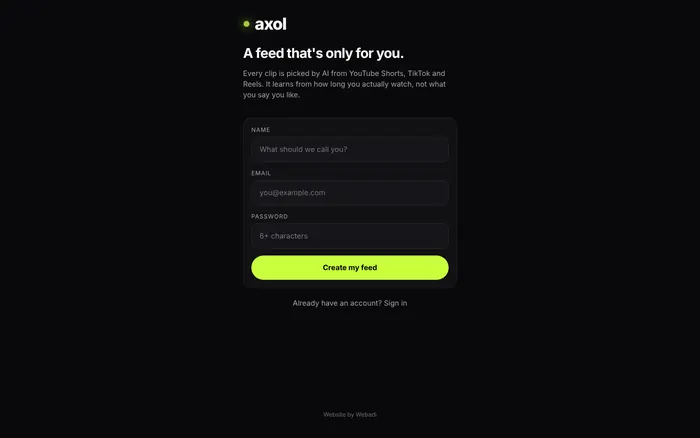 axol
A feed that's only for you.
Every clip is picked by AI from YouTube Shorts, TikTok and
Reels. It learns from how long you actually watch, not what
you say you like.
NAME
What should we call you?
EMAIL
you@example.com
PASSWORD
6+ characters
Create my feed
Already have an account? Sign in
Website by Webadi